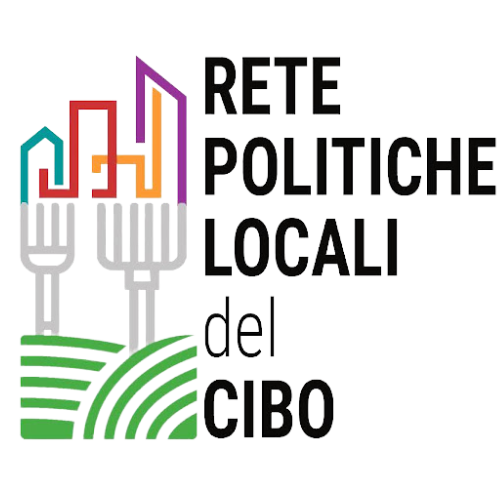 RETE
POLITICHE
LOCALI
del
CIBO